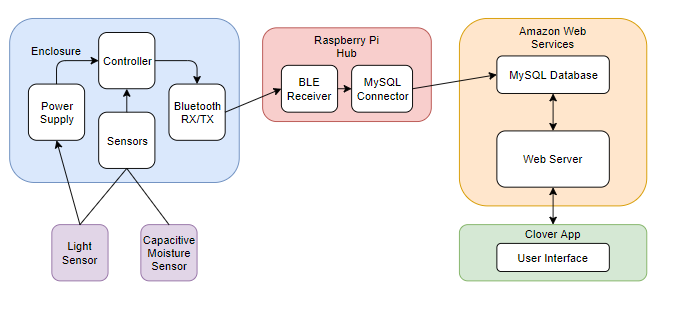 Enclosure
Controller
Power
Supply
Bluetooth
RX/TX
Sensors
Light
Sensor
Capacitive
Moisture
Sensor
Raspberry Pi
Hub
BLE
Receiver
MySQL
Connector
Amazon Web
Services
MySQL Database
Web Server
Clover App
User Interface